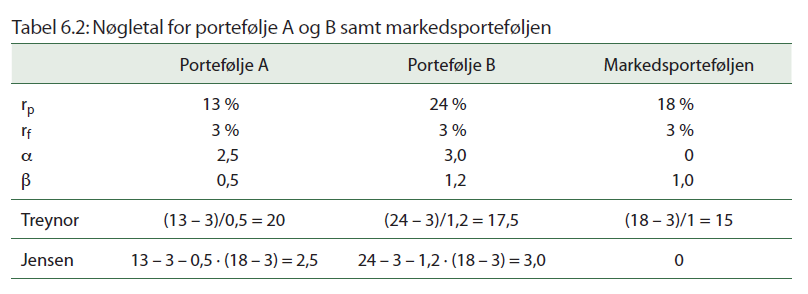 Tabel 6.2: Nøgletal for portefølje A og B samt markedsporteføljen
Portefølje A Portefølje B Markedsporteføljen
rp 13 % 24 % 18 %
rf 3 % 3 % 3 %
α 2,5 3,0 0
β 0,5 1,2 1,0
Treynor (13 – 3)/0,5 = 20 (24 – 3)/1,2 = 17,5 (18 – 3)/1 = 15
Jensen 13 – 3 – 0,5 · (18 – 3) = 2,5 24 – 3 – 1,2 · (18 – 3) = 3,0 0